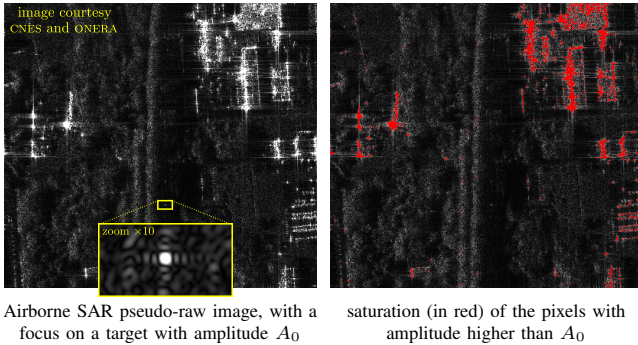 image courtesy
CNES and ONERA
zoom ×10
Airborne SAR pseudo-raw image, with a
focus on a target with amplitude A₀
saturation (in red) of the pixels with
amplitude higher than A₀